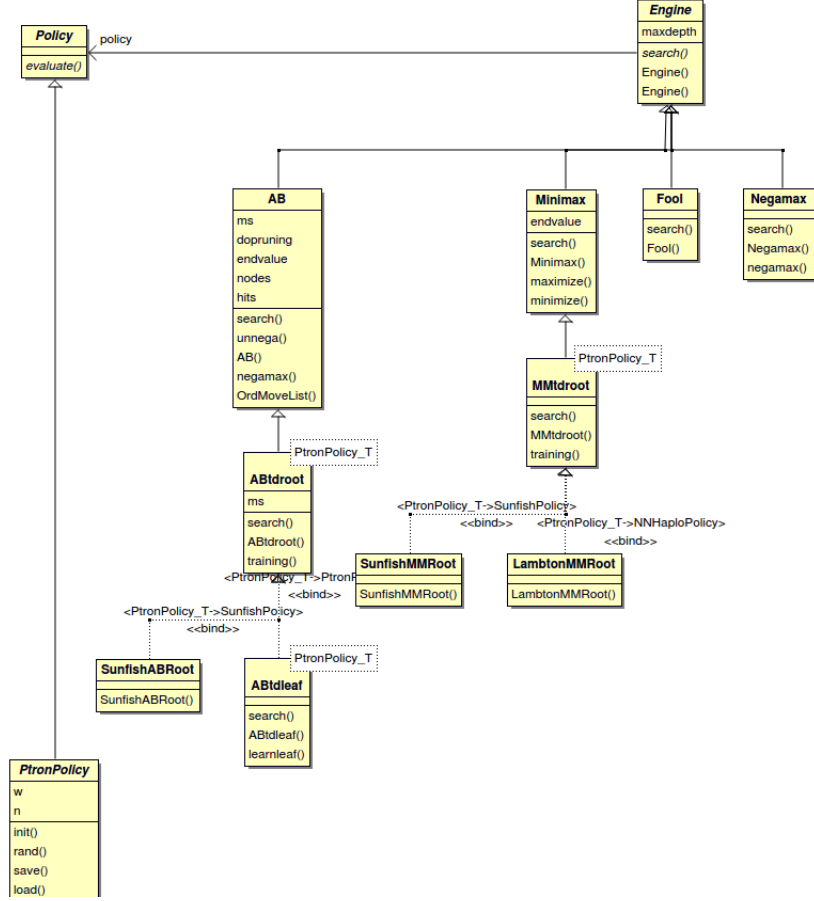 Engine
maxdepth
search()
Engine()
Engine()
Policy
evaluate()
policy
AB
ms
dopruning
endvalue
nodes
hits
search()
unnega()
AB()
negamax()
OrdMoveList()
Minimax
endvalue
search()
Minimax()
maximize()
minimize()
Fool
search()
Fool()
Negamax
search()
Negamax()
negamax()
PtronPolicy_T
MMtdroot
search()
MMtdroot()
training()
PtronPolicy_T
ABtdroot
ms
search()
ABtdroot()
training()
<PtronPolicy_T->SunfishPolicy>
<<bind>>
<PtronPolicy_T->NNHaploPolicy>
<<bind>>
SunfishMMRoot
SunfishMMRoot()
LambtonMMRoot
LambtonMMRoot()
<<bind>>
<PtronPolicy_T->SunfishPolicy>
<<bind>>
SunfishABRoot
SunfishABRoot()
PtronPolicy_T
ABtdleaf
search()
ABtdleaf()
learnleaf()
PtronPolicy
w
n
init()
rand()
save()
load()